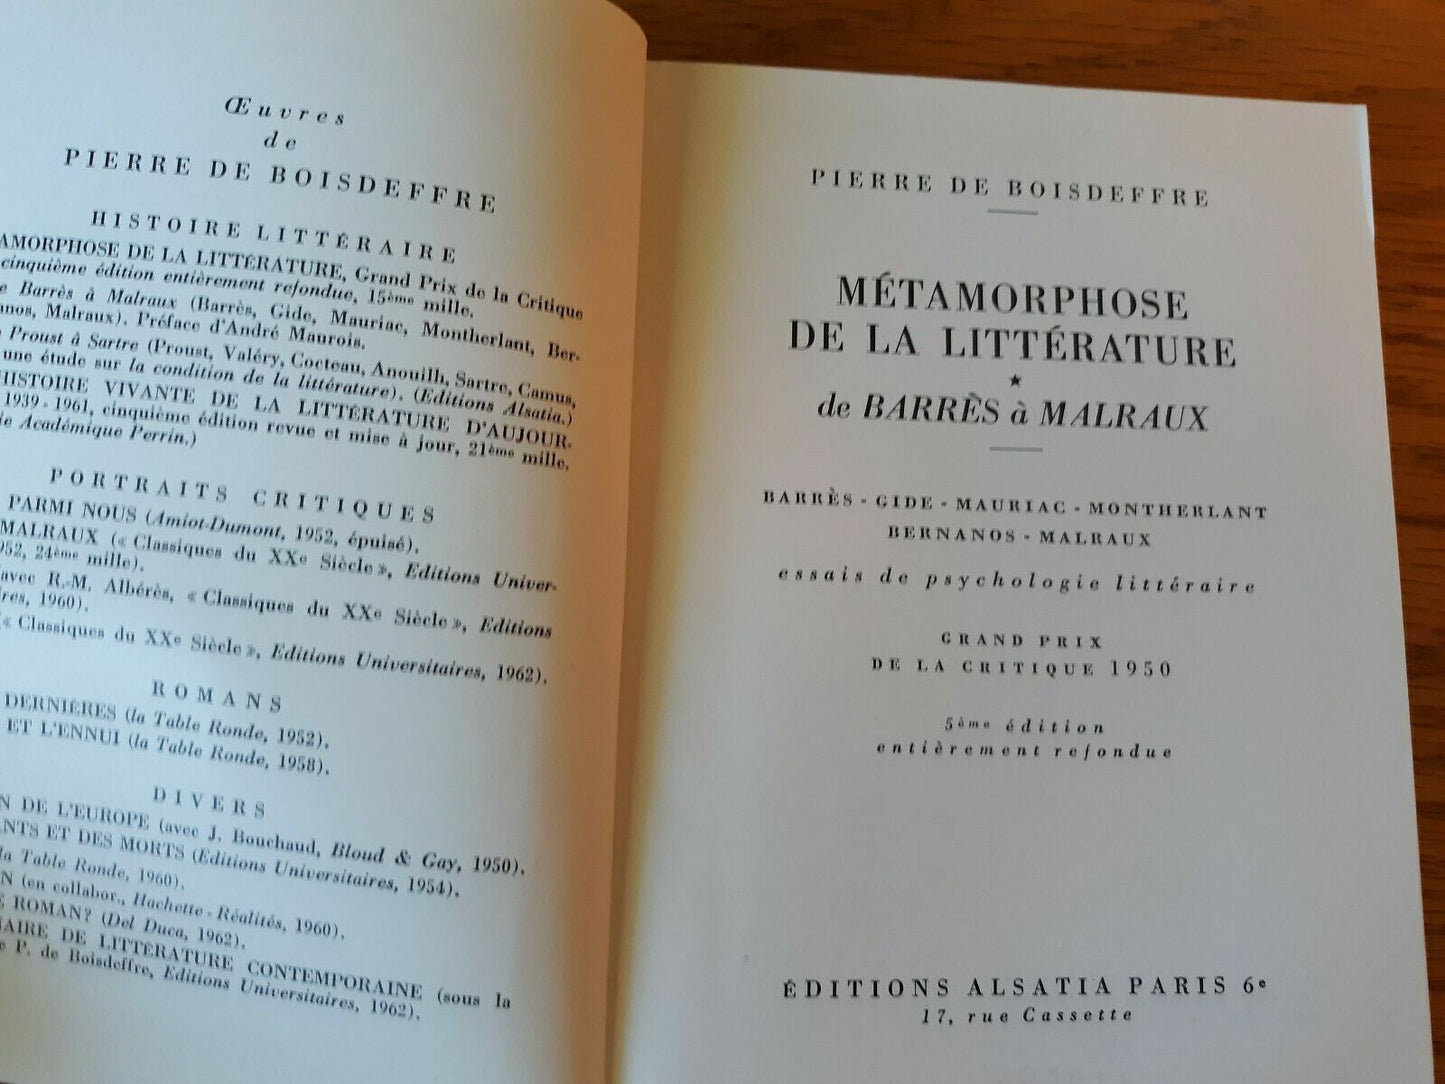 Œuvres
de
PIERRE DE BOISDEFFRE
HISTOIRE LITTÉRAIRE
AMORPHOSE DE LA LITTÉRATURE, Grand Prix de la Critique
cinquième édition entièrement refondue, 15ème mille.
e Barrès à Malraux (Barrès, Gide, Mauriac, Montherlant, Ber-
anos, Malraux). Préface d'André Maurois.
Proust à Sartre (Proust, Valéry, Cocteau, Anouilh, Sartre, Camus,
une étude sur la condition de la littérature). (Editions Alsatia.)
HISTOIRE VIVANTE DE LA LITTÉRATURE D'AUJOUR-
1939-1961, cinquième édition revue et mise à jour, 21ème mille.
ie Académique Perrin.)
PORTRAITS CRITIQUES
PARMI NOUS (Amiot-Dumont, 1952, épuisé).
MALRAUX (« Classiques du XXe Siècle », Editions Univer-
952, 24ème mille).
avec R.-M. Albérès, « Classiques du XXe Siècle », Editions
res, 1960).
(« Classiques du XXe Siècle », Editions Universitaires, 1962).
ROMANS
DERNIÈRES (la Table Ronde, 1952).
ET L'ENNUI (la Table Ronde, 1958).
DIVERS
N DE L'EUROPE (avec J. Bouchaud, Bloud & Gay, 1950).
ANTS ET DES MORTS (Editions Universitaires, 1954).
la Table Ronde, 1960).
N (en collabor., Hachette-Réalités, 1960).
E ROMAN? (Del Duca, 1962).
NAIRE DE LITTÉRATURE CONTEMPORAINE (sous la
e P. de Boisdeffre, Editions Universitaires, 1962).
PIERRE DE BOISDEFFRE
MÉTAMORPHOSE
DE LA LITTÉRATURE
★
de BARRÈS à MALRAUX
BARRÈS - GIDE - MAURIAC - MONTHERLANT
BERNANOS - MALRAUX
essais de psychologie littéraire
GRAND PRIX
DE LA CRITIQUE 1950
5ème édition
entièrement refondue
ÉDITIONS ALSATIA PARIS 6e
17, rue Cassette